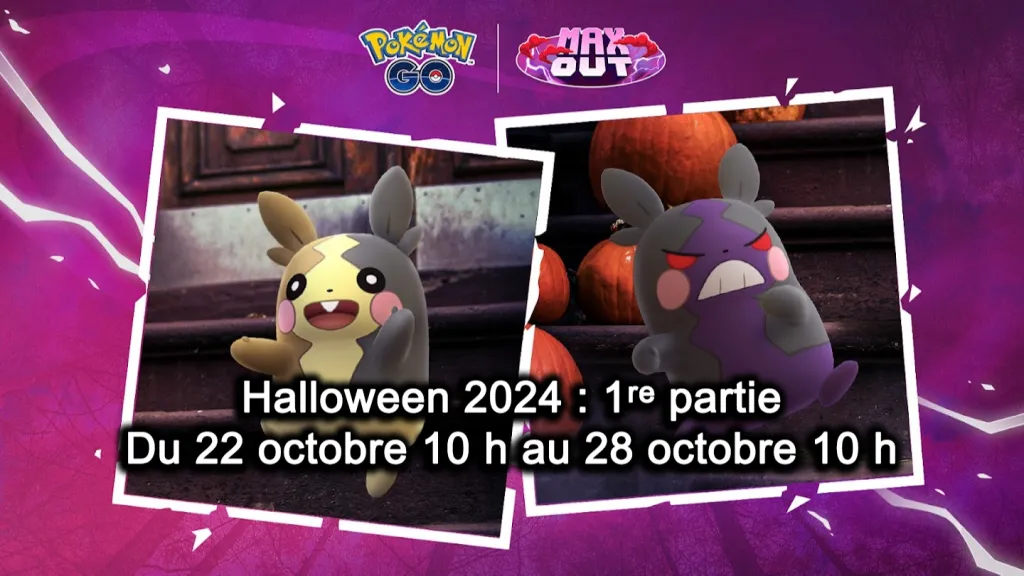 POKÉMON
GO
MAX
OUT
Halloween 2024 : 1re partie
Du 22 octobre 10 h au 28 octobre 10 h